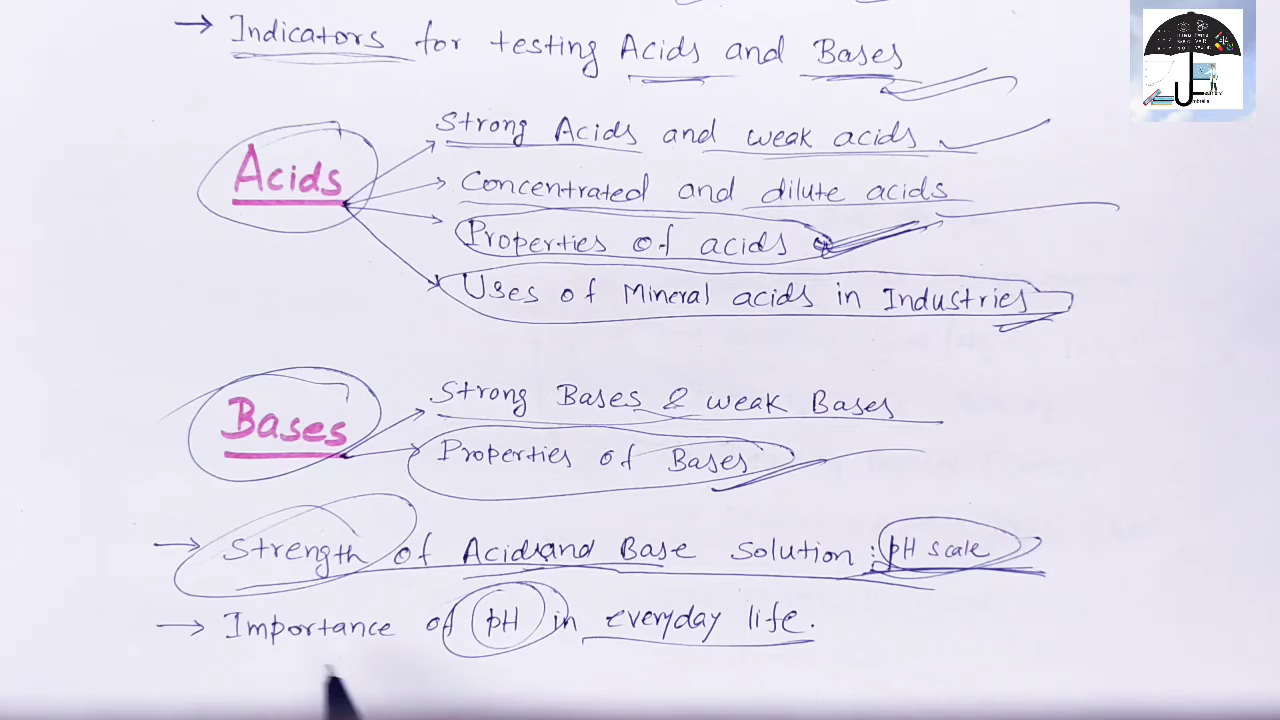 → Indicators for testing Acids and Bases
Acids
→ Strong Acids and weak acids
→ Concentrated and dilute acids
→ Properties of acids
→ Uses of Mineral acids in Industries
Bases
→ Strong Bases & weak Bases
→ Properties of Bases
→ Strength of Acids and Base solution : pH scale
→ Importance of pH in everyday life.